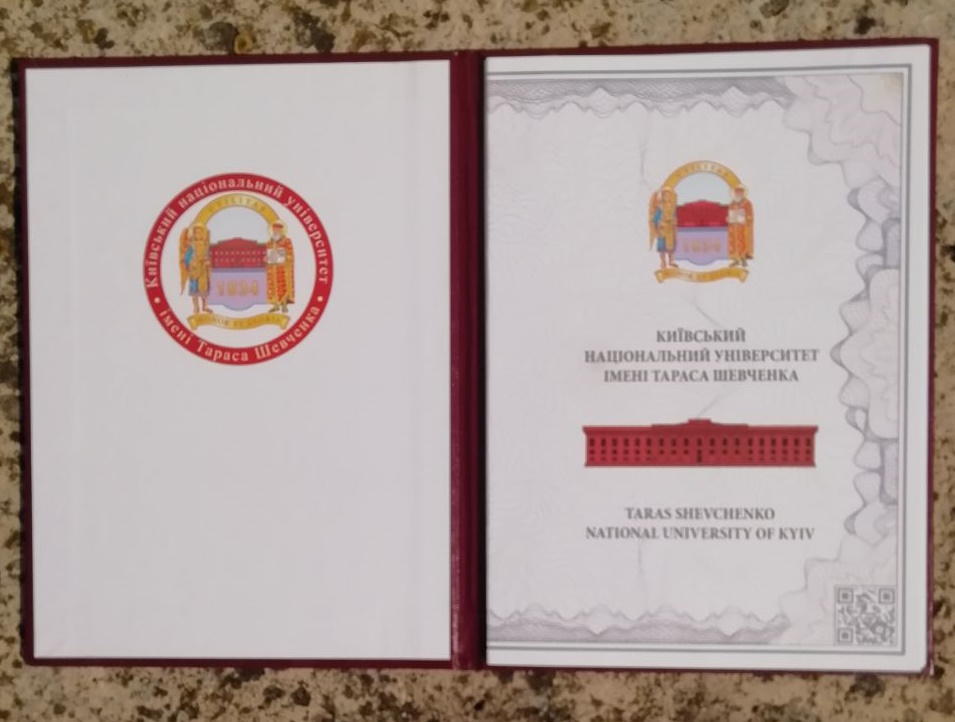 Київський національний університет
імені Тараса Шевченка
1834
1834
КИЇВСЬКИЙ
НАЦІОНАЛЬНИЙ УНІВЕРСИТЕТ
ІМЕНІ ТАРАСА ШЕВЧЕНКА
TARAS SHEVCHENKO
NATIONAL UNIVERSITY OF KYIV